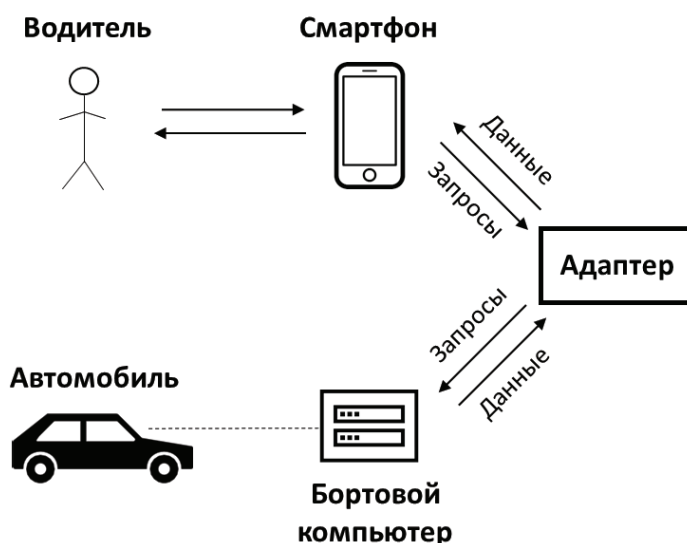 Водитель
Смартфон
Данные
Запросы
Адаптер
Запросы
Данные
Автомобиль
Бортовой
компьютер